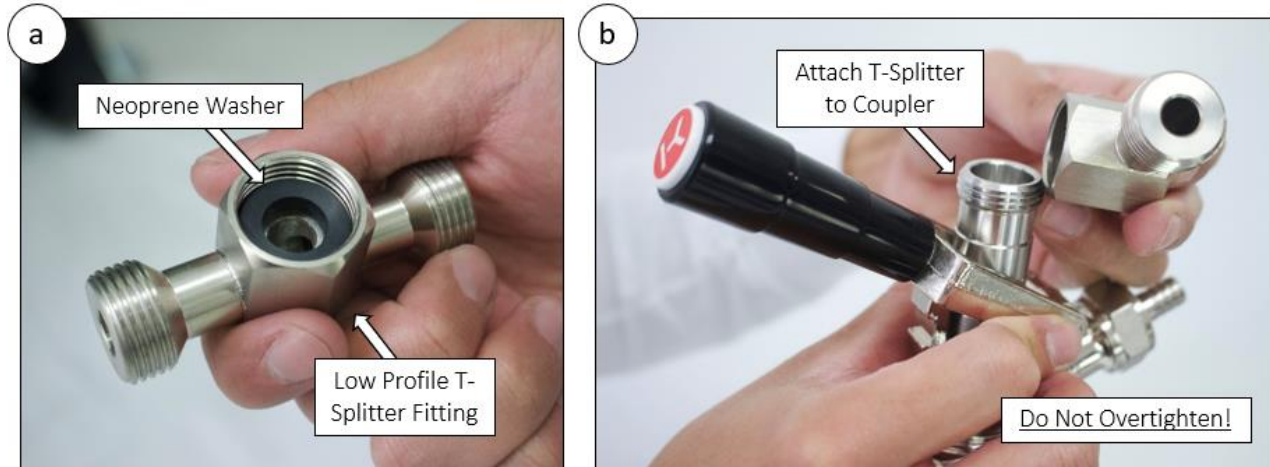 a
Neoprene Washer
Low Profile T-
Splitter Fitting
b
Attach T-Splitter
to Coupler
Do Not Overtighten!